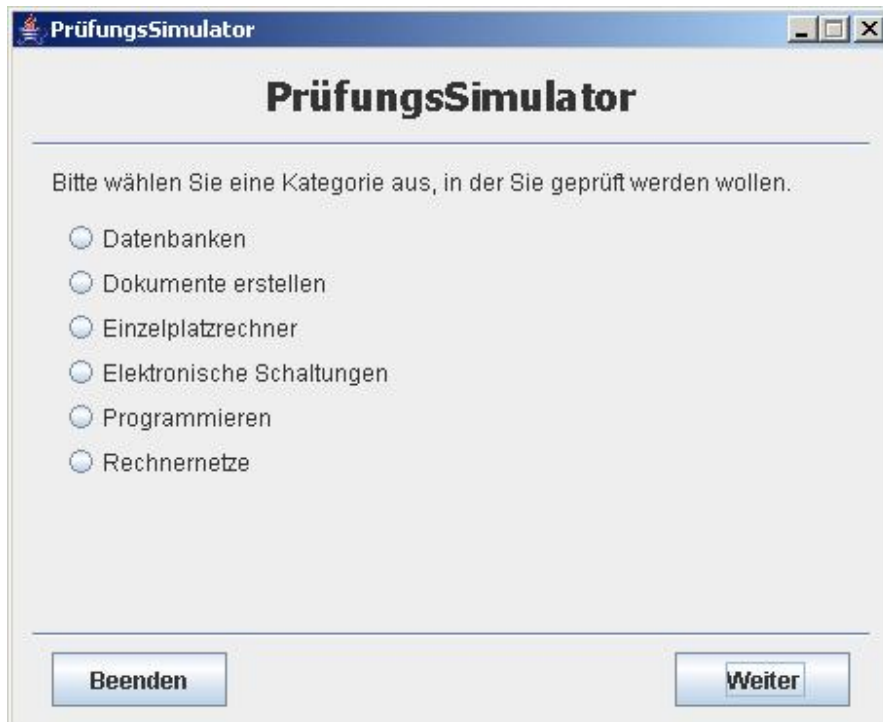 PrüfungsSimulator
PrüfungsSimulator
Bitte wählen Sie eine Kategorie aus, in der Sie geprüft werden wollen.
Datenbanken
Dokumente erstellen
Einzelplatzrechner
Elektronische Schaltungen
Programmieren
Rechnernetze
Beenden
Weiter